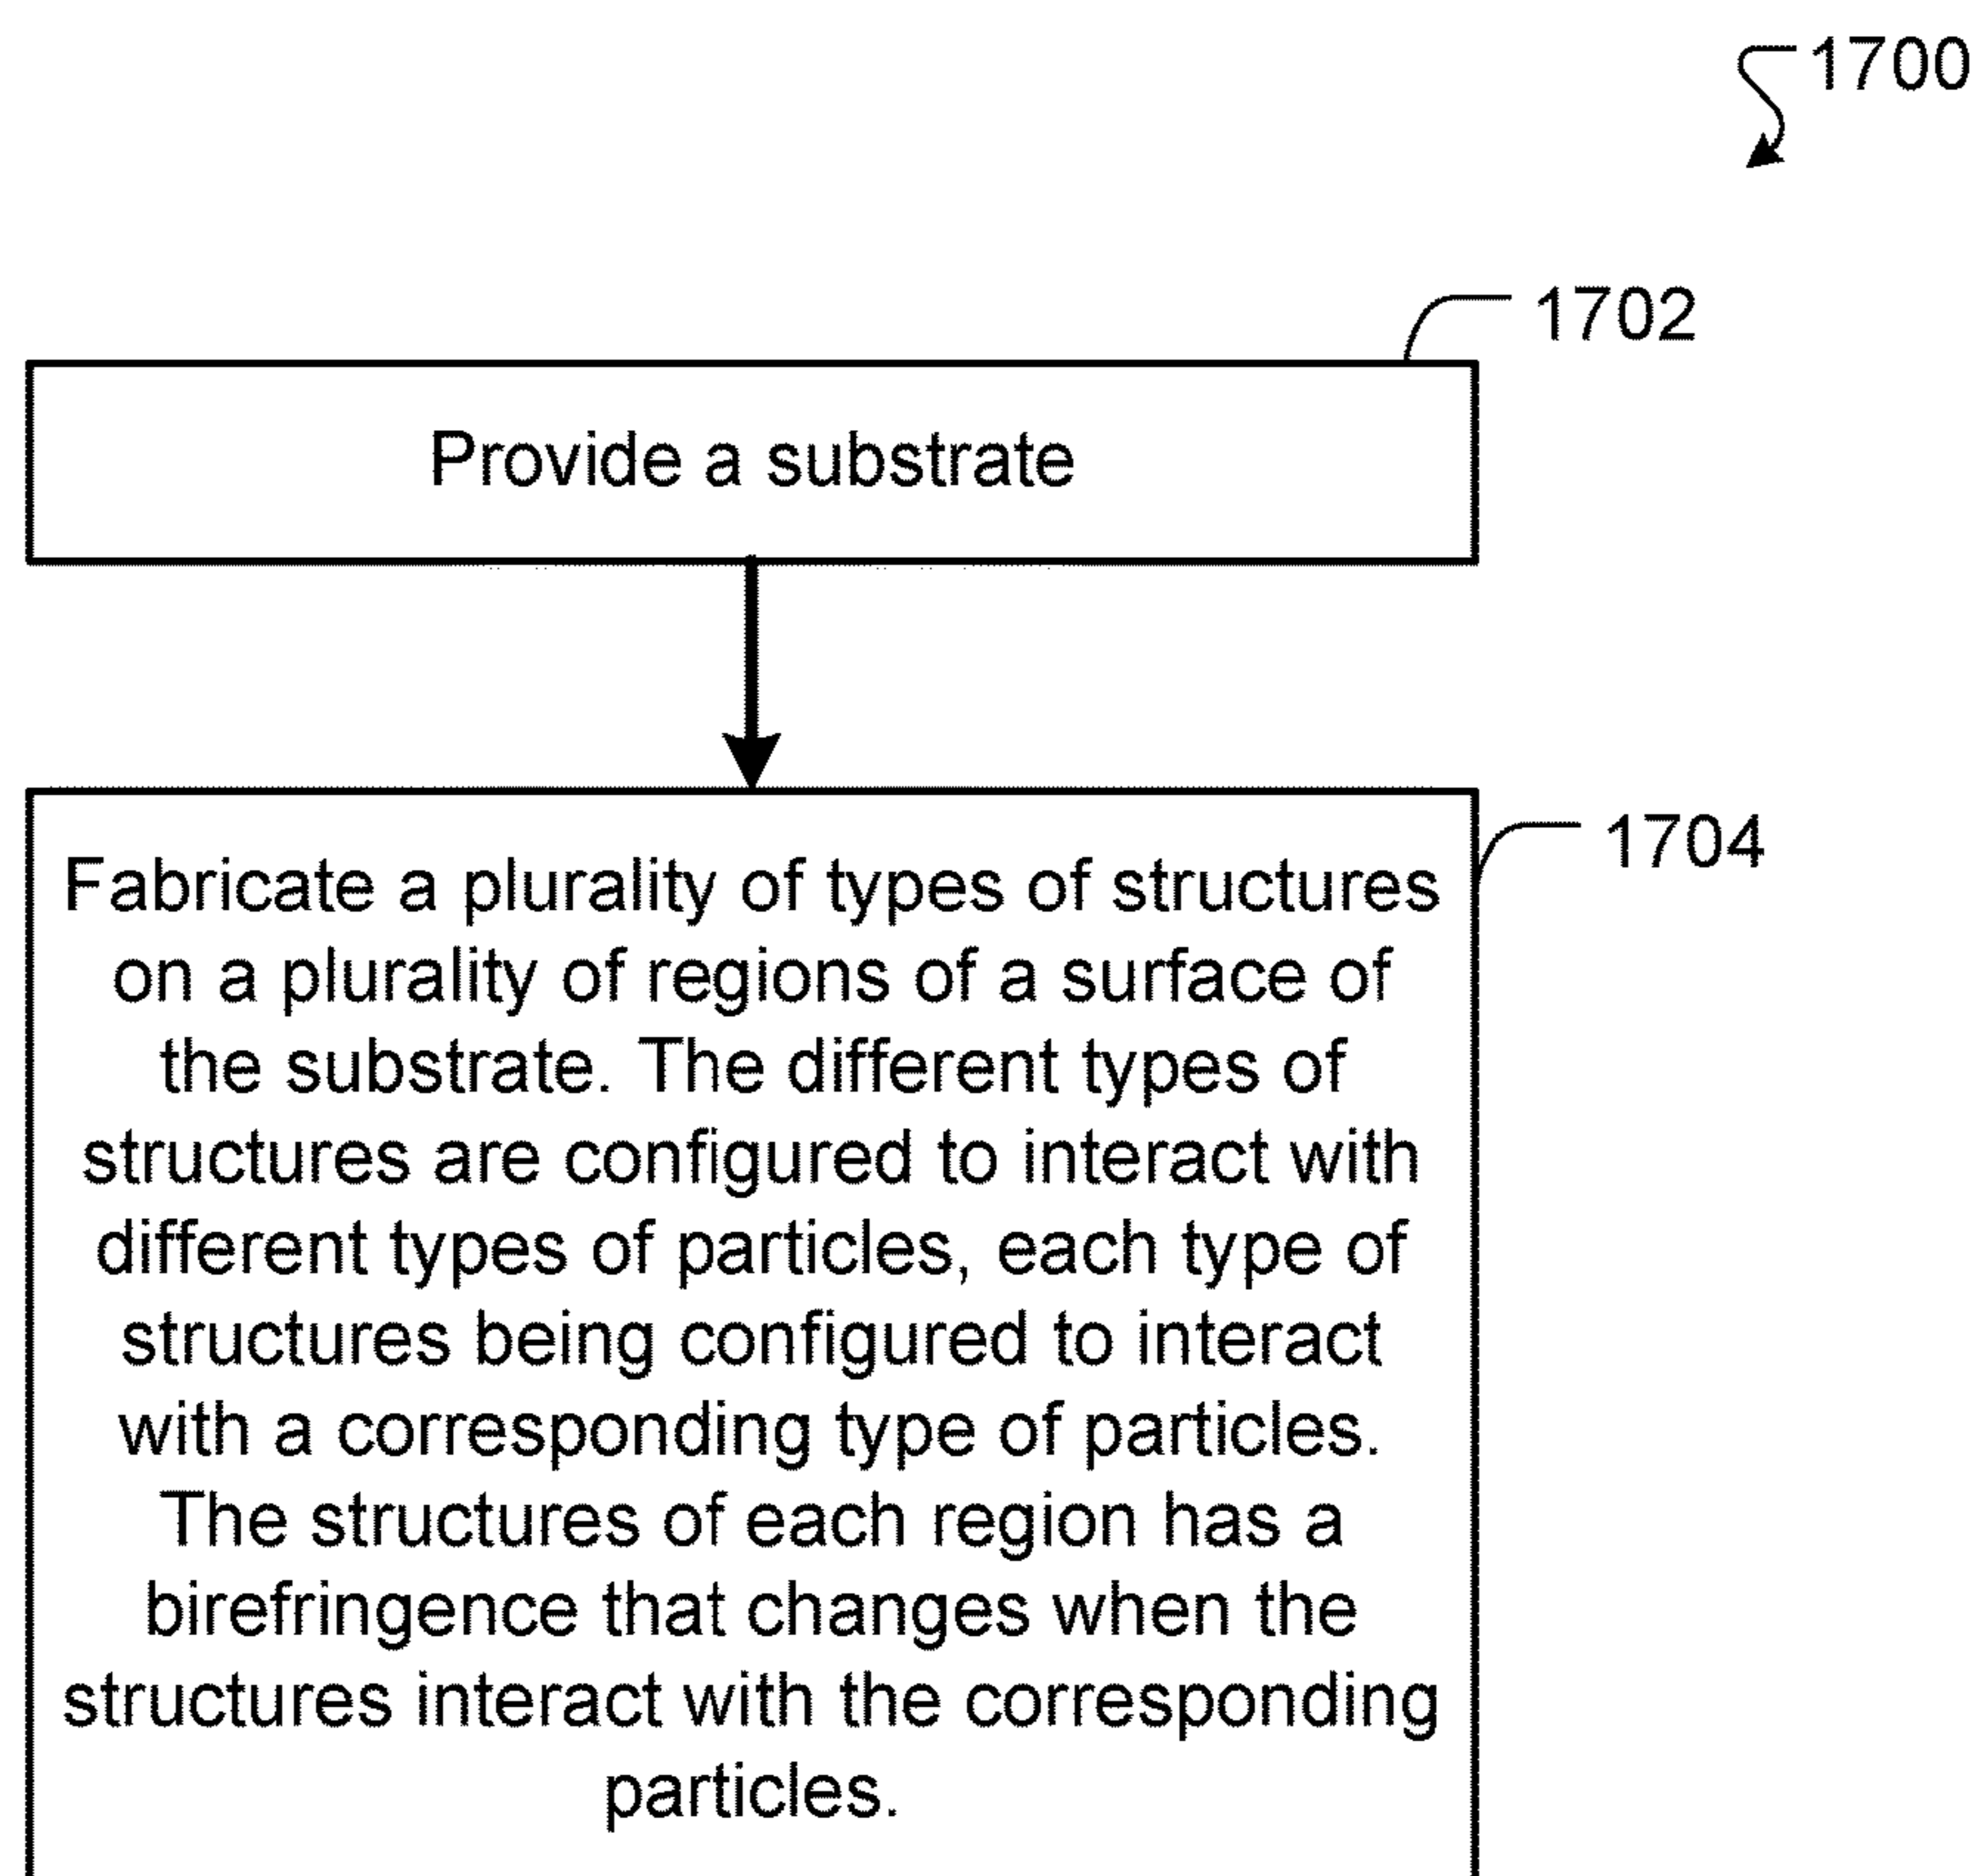 1700
1702
Provide a substrate
1704
Fabricate a plurality of types of structures
on a plurality of regions of a surface of
the substrate. The different types of
structures are configured to interact with
different types of particles, each type of
structures being configured to interact
with a corresponding type of particles.
The structures of each region has a
birefringence that changes when the
structures interact with the corresponding
particles.